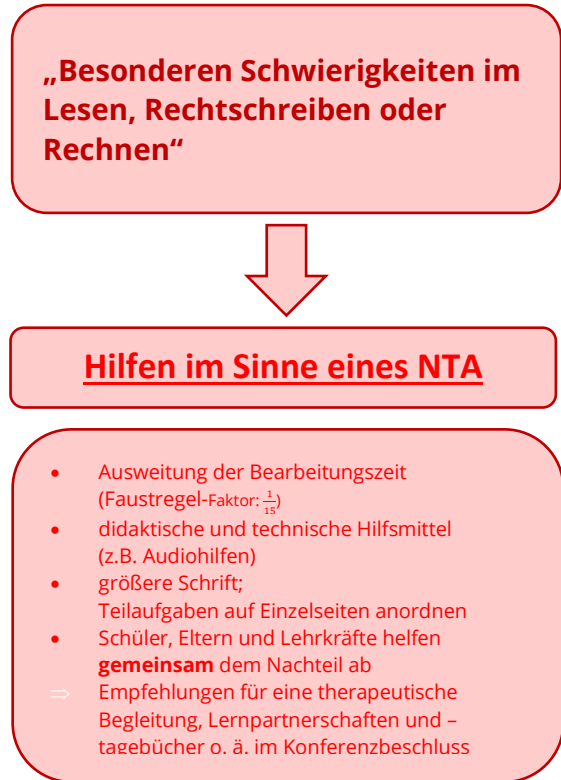 „Besonderen Schwierigkeiten im
Lesen, Rechtschreiben oder
Rechnen“
Hilfen im Sinne eines NTA
• Ausweitung der Bearbeitungszeit
(Faustregel-Faktor: 1/15)
• didaktische und technische Hilfsmittel
(z.B. Audiohilfen)
• größere Schrift;
Teilaufgaben auf Einzelseiten anordnen
• Schüler, Eltern und Lehrkräfte helfen
gemeinsam dem Nachteil ab
⇒ Empfehlungen für eine therapeutische
Begleitung, Lernpartnerschaften und –
tagebücher o. ä. im Konferenzbeschluss